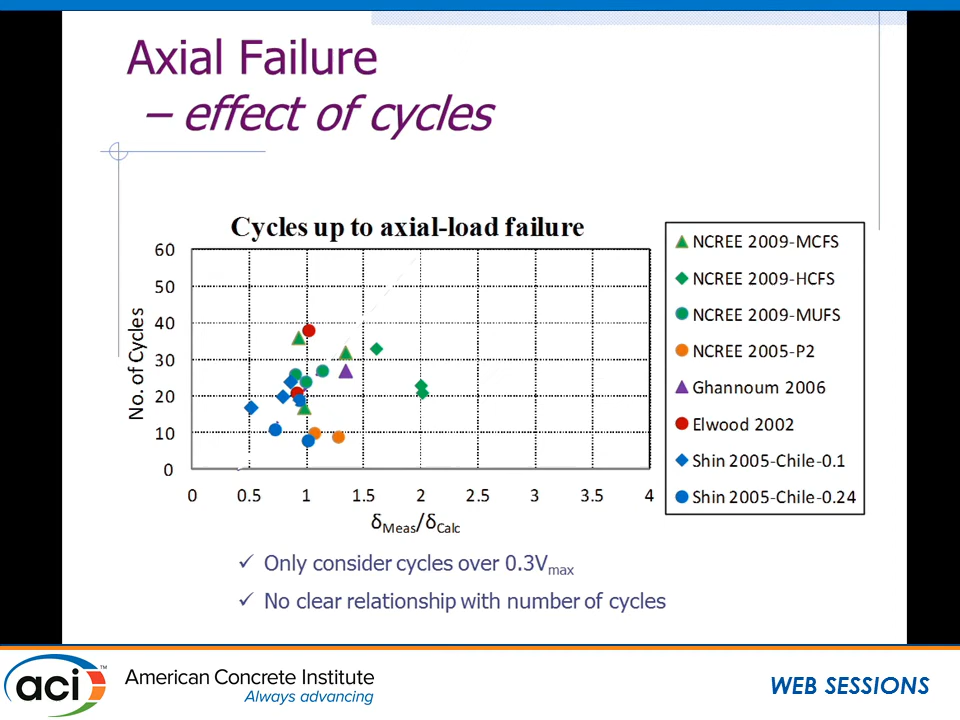 Axial Failure
– effect of cycles
Cycles up to axial-load failure
No. of Cycles
60
50
40
30
20
10
0
0 0.5 1 1.5 2 2.5 3 3.5 4
δMeas/δCalc
NCREE 2009-MCFS
NCREE 2009-HCFS
NCREE 2009-MUFS
NCREE 2005-P2
Ghannoum 2006
Elwood 2002
Shin 2005-Chile-0.1
Shin 2005-Chile-0.24
✓ Only consider cycles over 0.3Vmax
✓ No clear relationship with number of cycles
aci™
American Concrete Institute
Always advancing
WEB SESSIONS